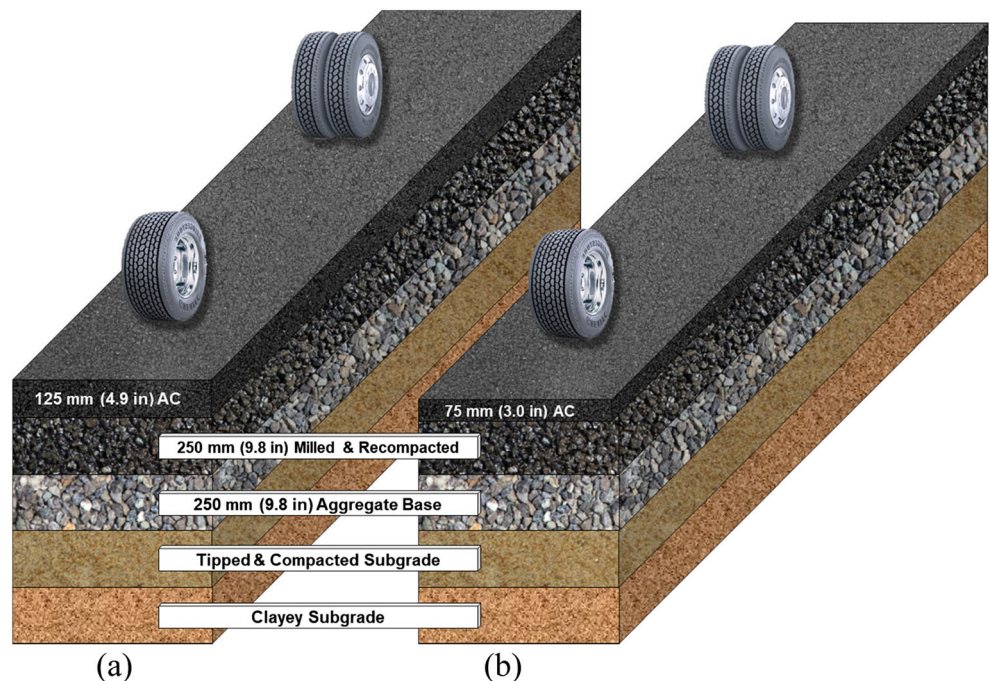 125 mm (4.9 in) AC
75 mm (3.0 in) AC
250 mm (9.8 in) Milled & Recompacted
250 mm (9.8 in) Aggregate Base
Tipped & Compacted Subgrade
Clayey Subgrade
(a)
(b)